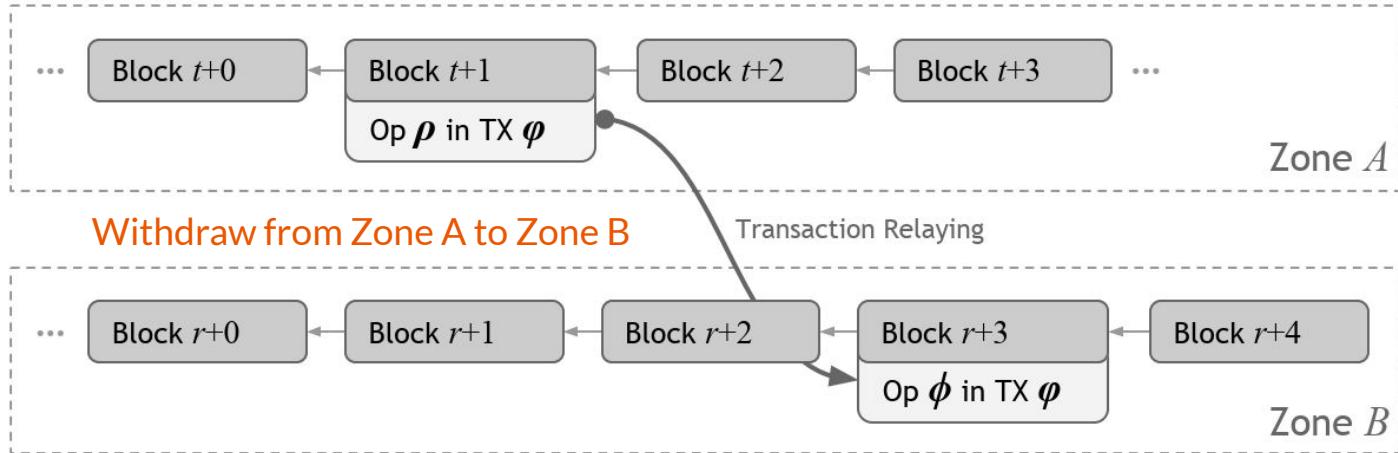 ... Block t+0 Block t+1 Block t+2 Block t+3 ...
Op ρ in TX φ
Zone A
Withdraw from Zone A to Zone B
Transaction Relaying
... Block r+0 Block r+1 Block r+2 Block r+3 Block r+4
Op ϕ in TX φ
Zone B